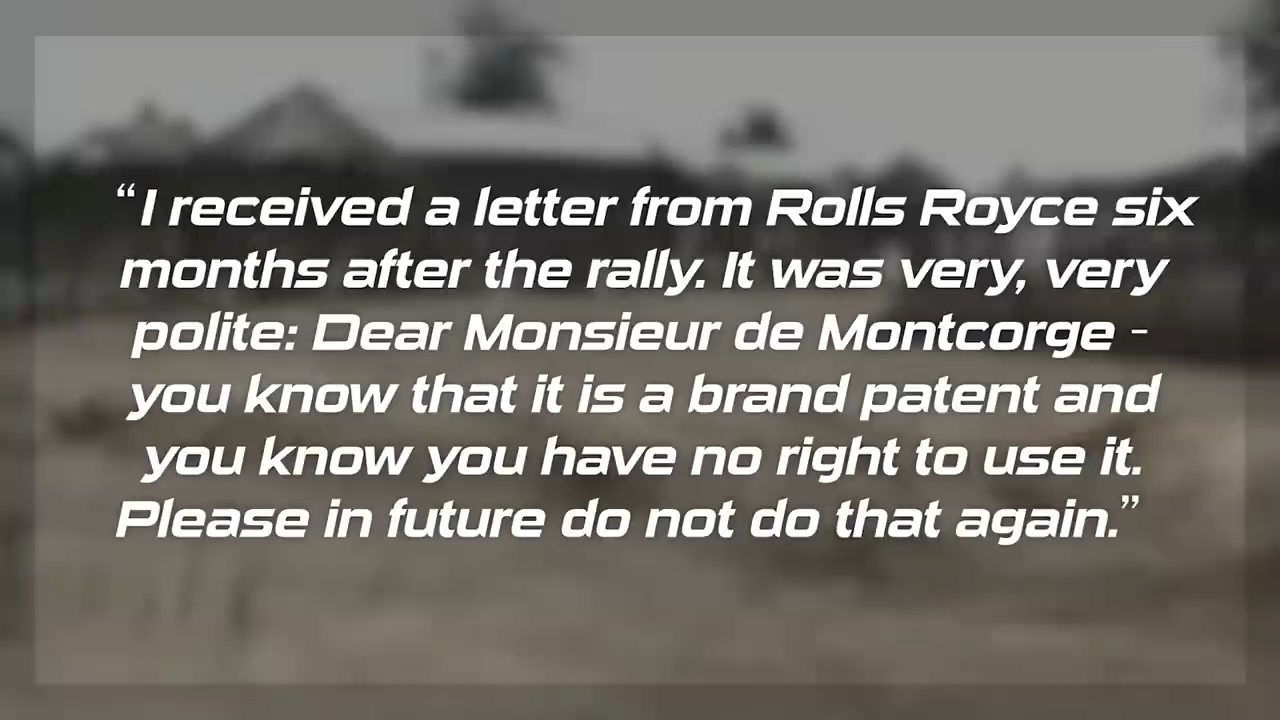 “I received a letter from Rolls Royce six
months after the rally. It was very, very
polite: Dear Monsieur de Montcorge -
you know that it is a brand patent and
you know you have no right to use it.
Please in future do not do that again.”